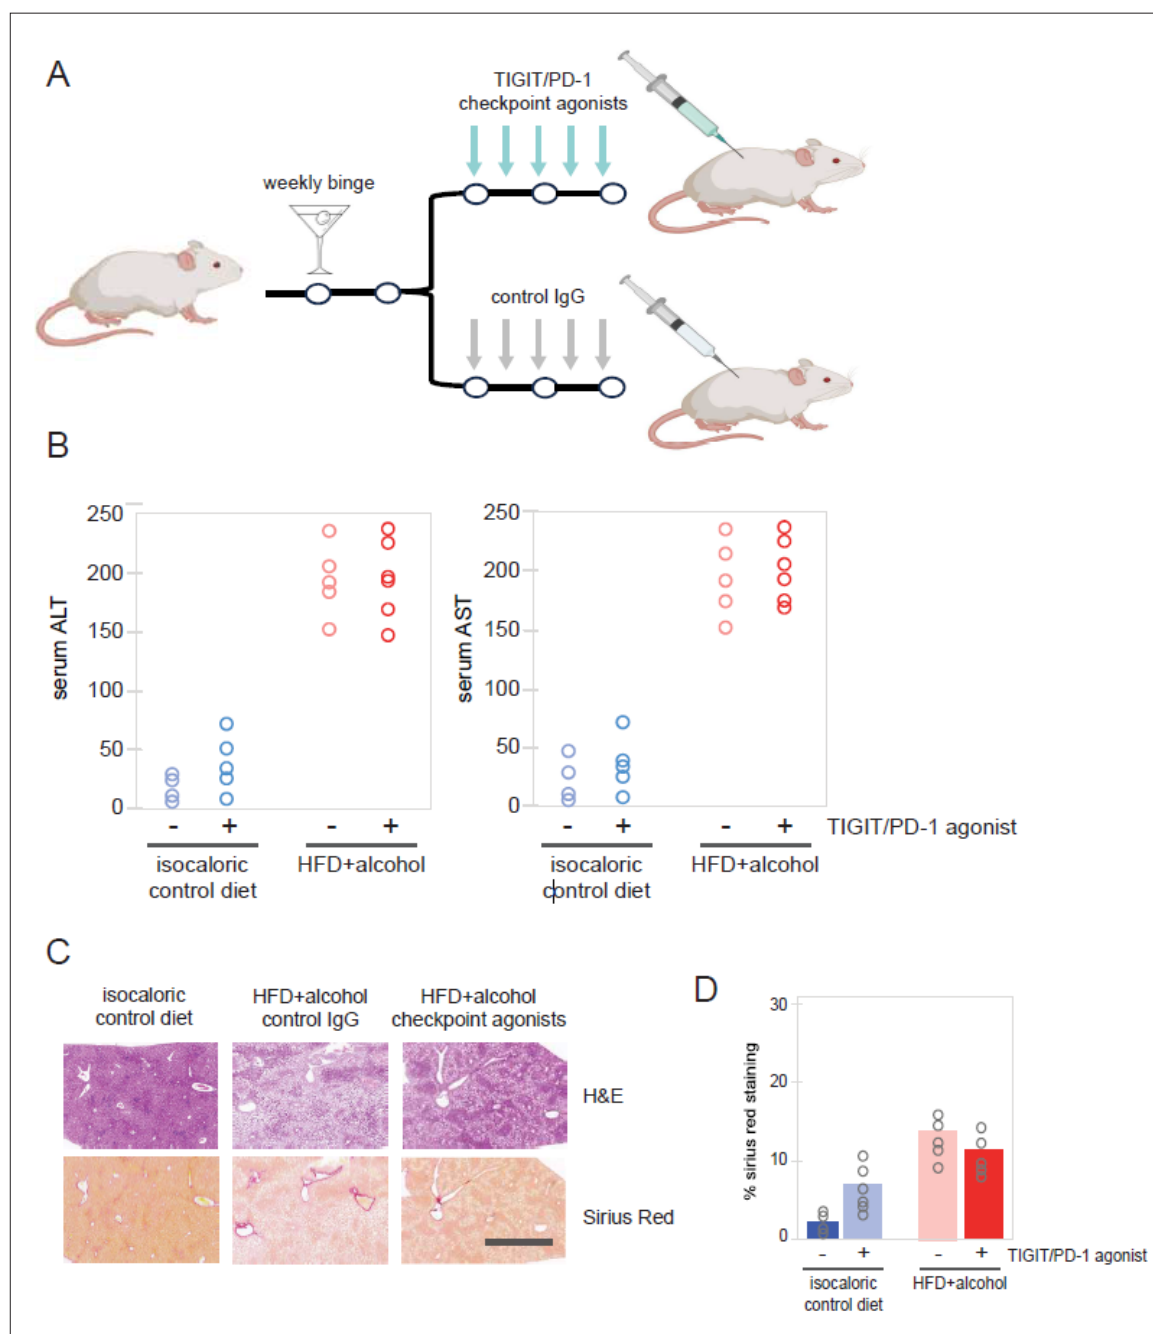 A
TIGIT/PD-1
checkpoint agonists
weekly binge
control IgG
B
250
200
150
100
50
0
serum ALT
- + - +
isocaloric
control diet
HFD+alcohol
250
200
150
100
50
0
serum AST
- + - + TIGIT/PD-1 agonist
isocaloric
control diet
HFD+alcohol
C
isocaloric
control diet
HFD+alcohol
control IgG
HFD+alcohol
checkpoint agonists
H&E
Sirius Red
D
30
20
10
0
% sirius red staining
- + - + TIGIT/PD-1 agonist
isocaloric
control diet
HFD+alcohol